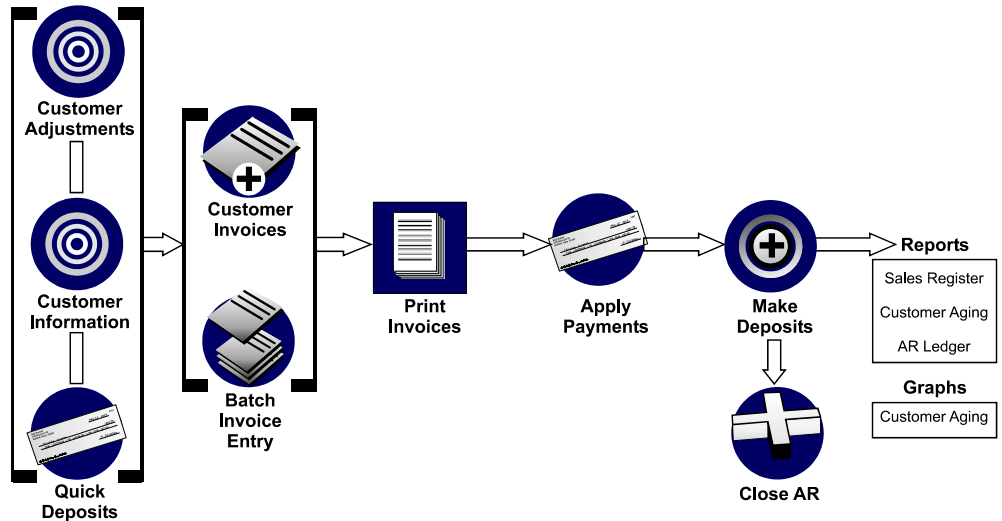 Customer
Adjustments
Customer
Information
Quick
Deposits
Customer
Invoices
Batch
Invoice
Entry
Print
Invoices
Apply
Payments
Make
Deposits
Close AR
Reports
Sales Register
Customer Aging
AR Ledger
Graphs
Customer Aging